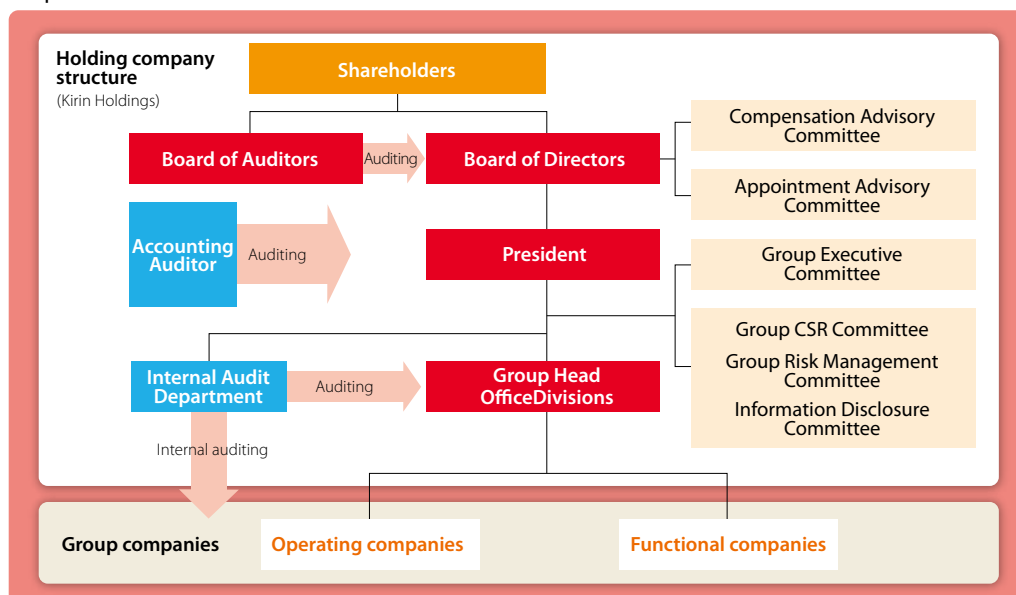 Holding company
structure
(Kirin Holdings)
Shareholders
Board of Auditors
Auditing
Board of Directors
Compensation Advisory
Committee
Appointment Advisory
Committee
Accounting
Auditor
Auditing
President
Group Executive
Committee
Group CSR Committee
Group Risk Management
Committee
Information Disclosure
Committee
Internal Audit
Department
Auditing
Group Head
OfficeDivisions
Internal auditing
Group companies
Operating companies
Functional companies